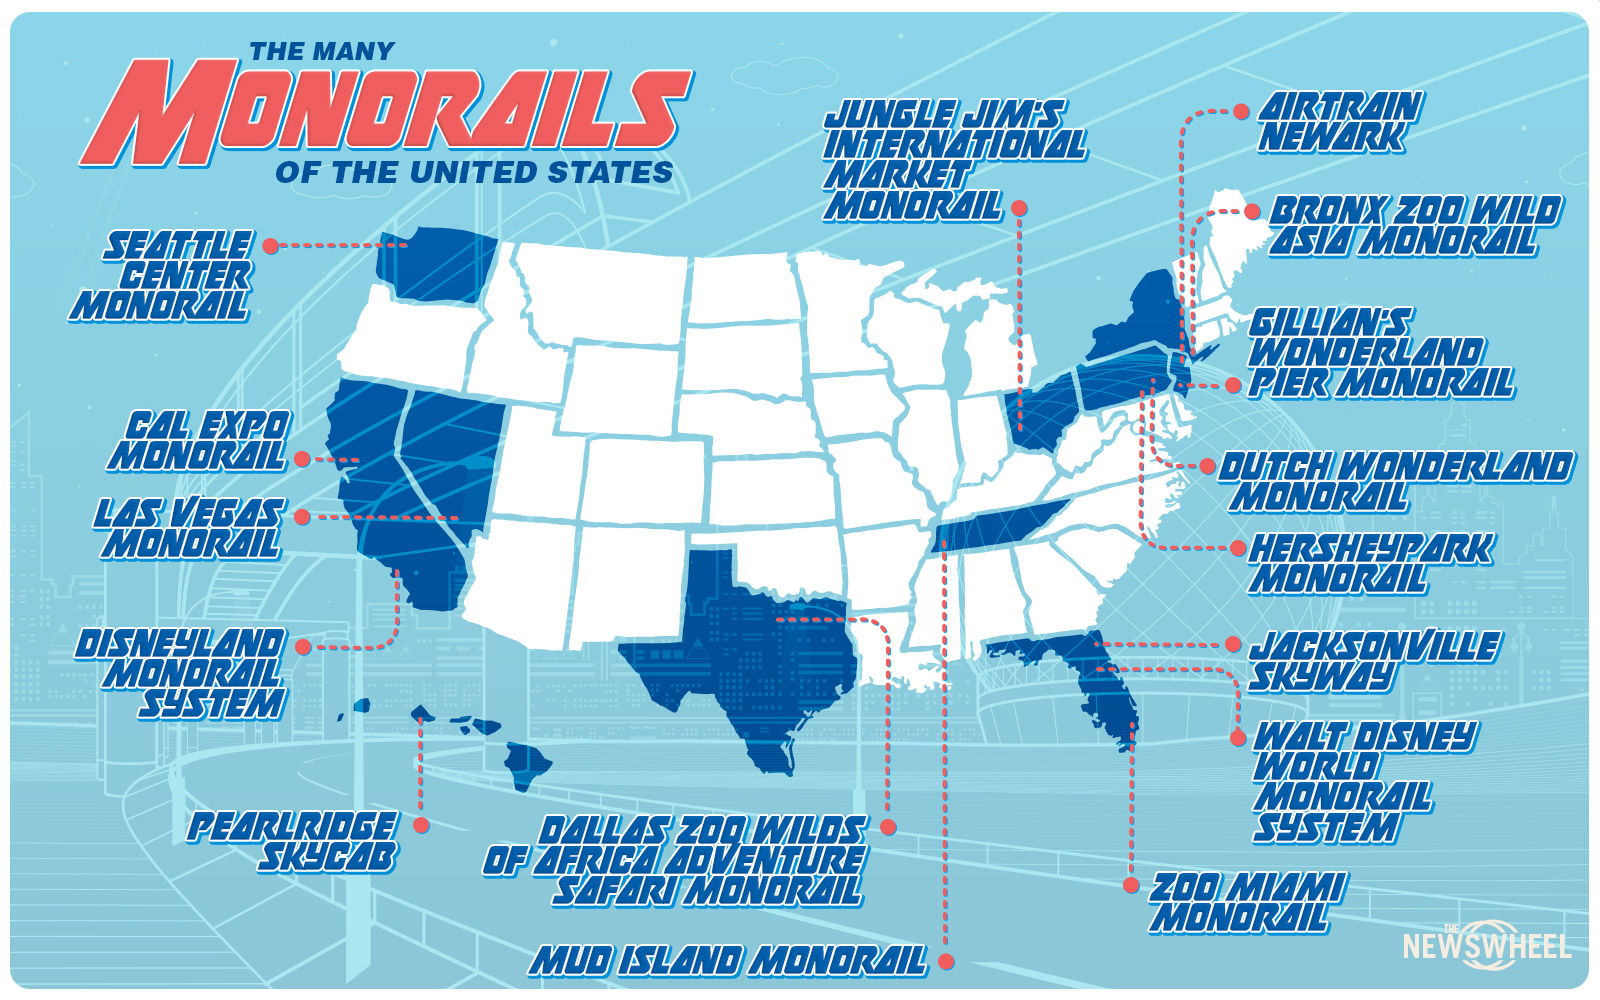 THE MANY
MONORAILS
OF THE UNITED STATES
JUNGLE JIM'S
INTERNATIONAL
MARKET
MONORAIL
AIRTRAIN
NEWARK
BRONX ZOO WILD
ASIA MONORAIL
SEATTLE
CENTER
MONORAIL
GILLIAN'S
WONDERLAND
PIER MONORAIL
CAL EXPO
MONORAIL
DUTCH WONDERLAND
MONORAIL
LAS VEGAS
MONORAIL
HERSHEYPARK
MONORAIL
DISNEYLAND
MONORAIL
SYSTEM
JACKSONVILLE
SKYWAY
WALT DISNEY
WORLD
MONORAIL
SYSTEM
PEARLRIDGE
SKYCAB
DALLAS ZOO WILDS
OF AFRICA ADVENTURE
SAFARI MONORAIL
ZOO MIAMI
MONORAIL
MUD ISLAND MONORAIL
THE
NEWSWHEEL